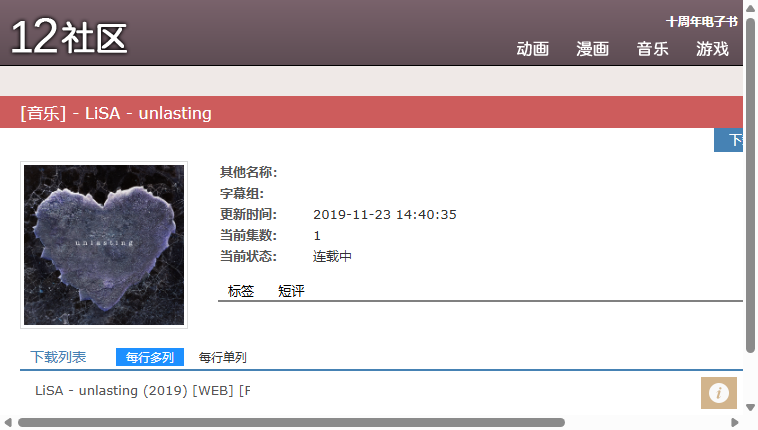 12社区
十周年电子书
动画 漫画 音乐 游戏
[音乐] - LiSA - unlasting
unlasting
其他名称:
字幕组:
更新时间: 2019-11-23 14:40:35
当前集数: 1
当前状态: 连载中
标签 短评
下载列表 每行多列 每行单列
LiSA - unlasting (2019) [WEB] [F